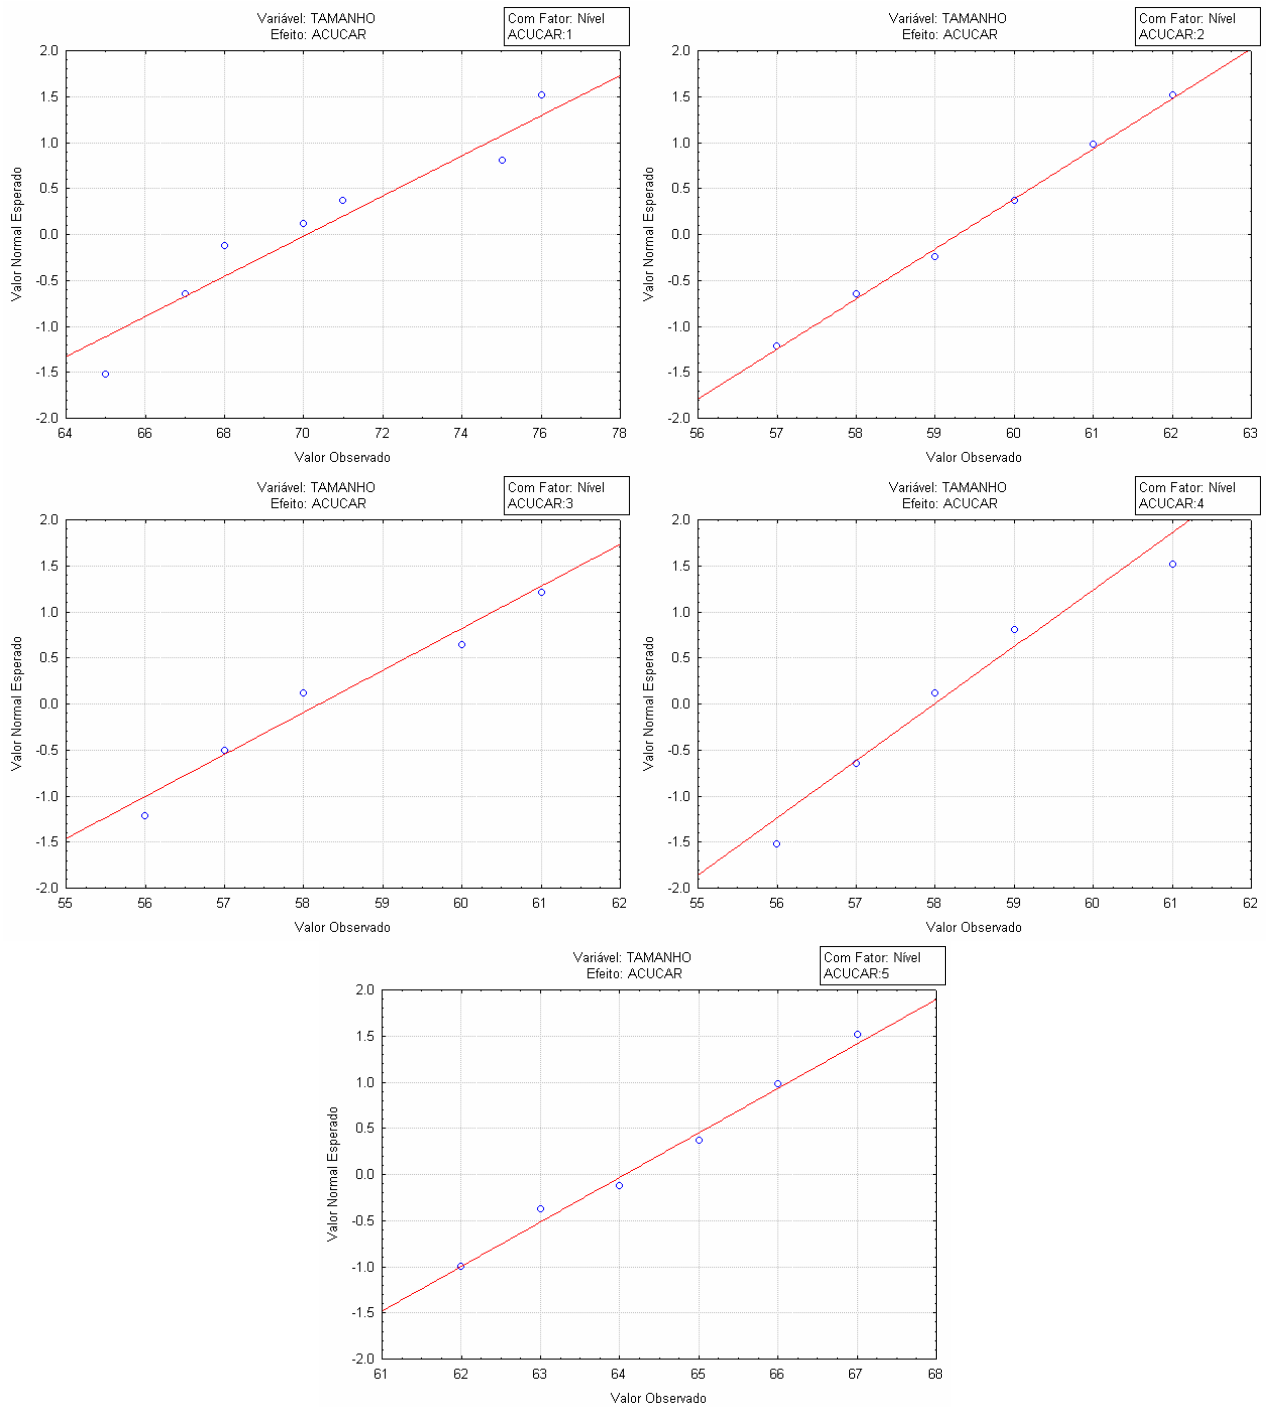 Variável: TAMANHO
Efeito: ACUCAR
Com Fator: Nível
ACUCAR:1
2.0
1.5
1.0
0.5
0.0
-0.5
-1.0
-1.5
-2.0
Valor Normal Esperado
64 66 68 70 72 74 76 78
Valor Observado
Variável: TAMANHO
Efeito: ACUCAR
Com Fator: Nível
ACUCAR:2
2.0
1.5
1.0
0.5
0.0
-0.5
-1.0
-1.5
-2.0
Valor Normal Esperado
56 57 58 59 60 61 62 63
Valor Observado
Variável: TAMANHO
Efeito: ACUCAR
Com Fator: Nível
ACUCAR:3
2.0
1.5
1.0
0.5
0.0
-0.5
-1.0
-1.5
-2.0
Valor Normal Esperado
55 56 57 58 59 60 61 62
Valor Observado
Variável: TAMANHO
Efeito: ACUCAR
Com Fator: Nível
ACUCAR:4
2.0
1.5
1.0
0.5
0.0
-0.5
-1.0
-1.5
-2.0
Valor Normal Esperado
55 56 57 58 59 60 61 62
Valor Observado
Variável: TAMANHO
Efeito: ACUCAR
Com Fator: Nível
ACUCAR:5
2.0
1.5
1.0
0.5
0.0
-0.5
-1.0
-1.5
-2.0
Valor Normal Esperado
61 62 63 64 65 66 67 68
Valor Observado